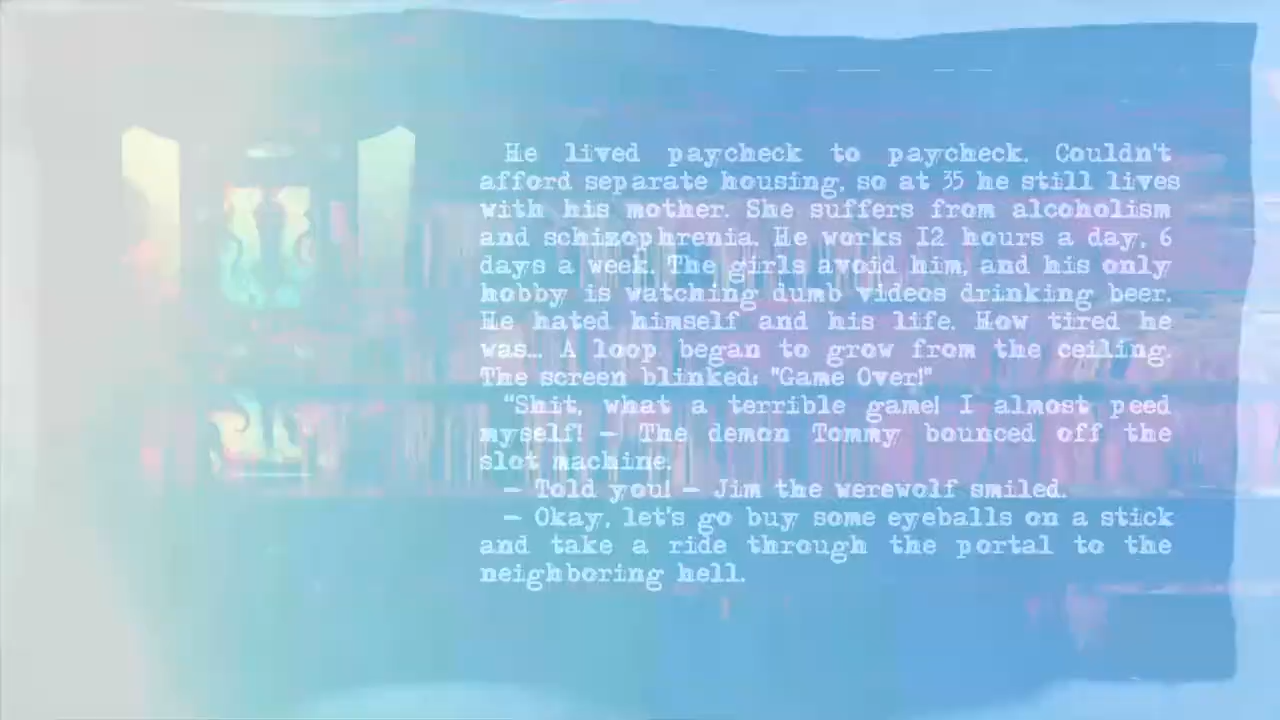 He lived paycheck to paycheck. Couldn't
afford separate housing, so at 35 he still lives
with his mother. She suffers from alcoholism
and schizophrenia. He works 12 hours a day, 6
days a week. The girls avoid him, and his only
hobby is watching dumb videos drinking beer.
He hated himself and his life. How tired he
was... A loop began to grow from the ceiling.
The screen blinked: "Game Over!"
"Shit, what a terrible game! I almost peed
myself! — The demon Tommy bounced off the
slot machine.
— Told you! — Jim the werewolf smiled.
— Okay, let's go buy some eyeballs on a stick
and take a ride through the portal to the
neighboring hell.